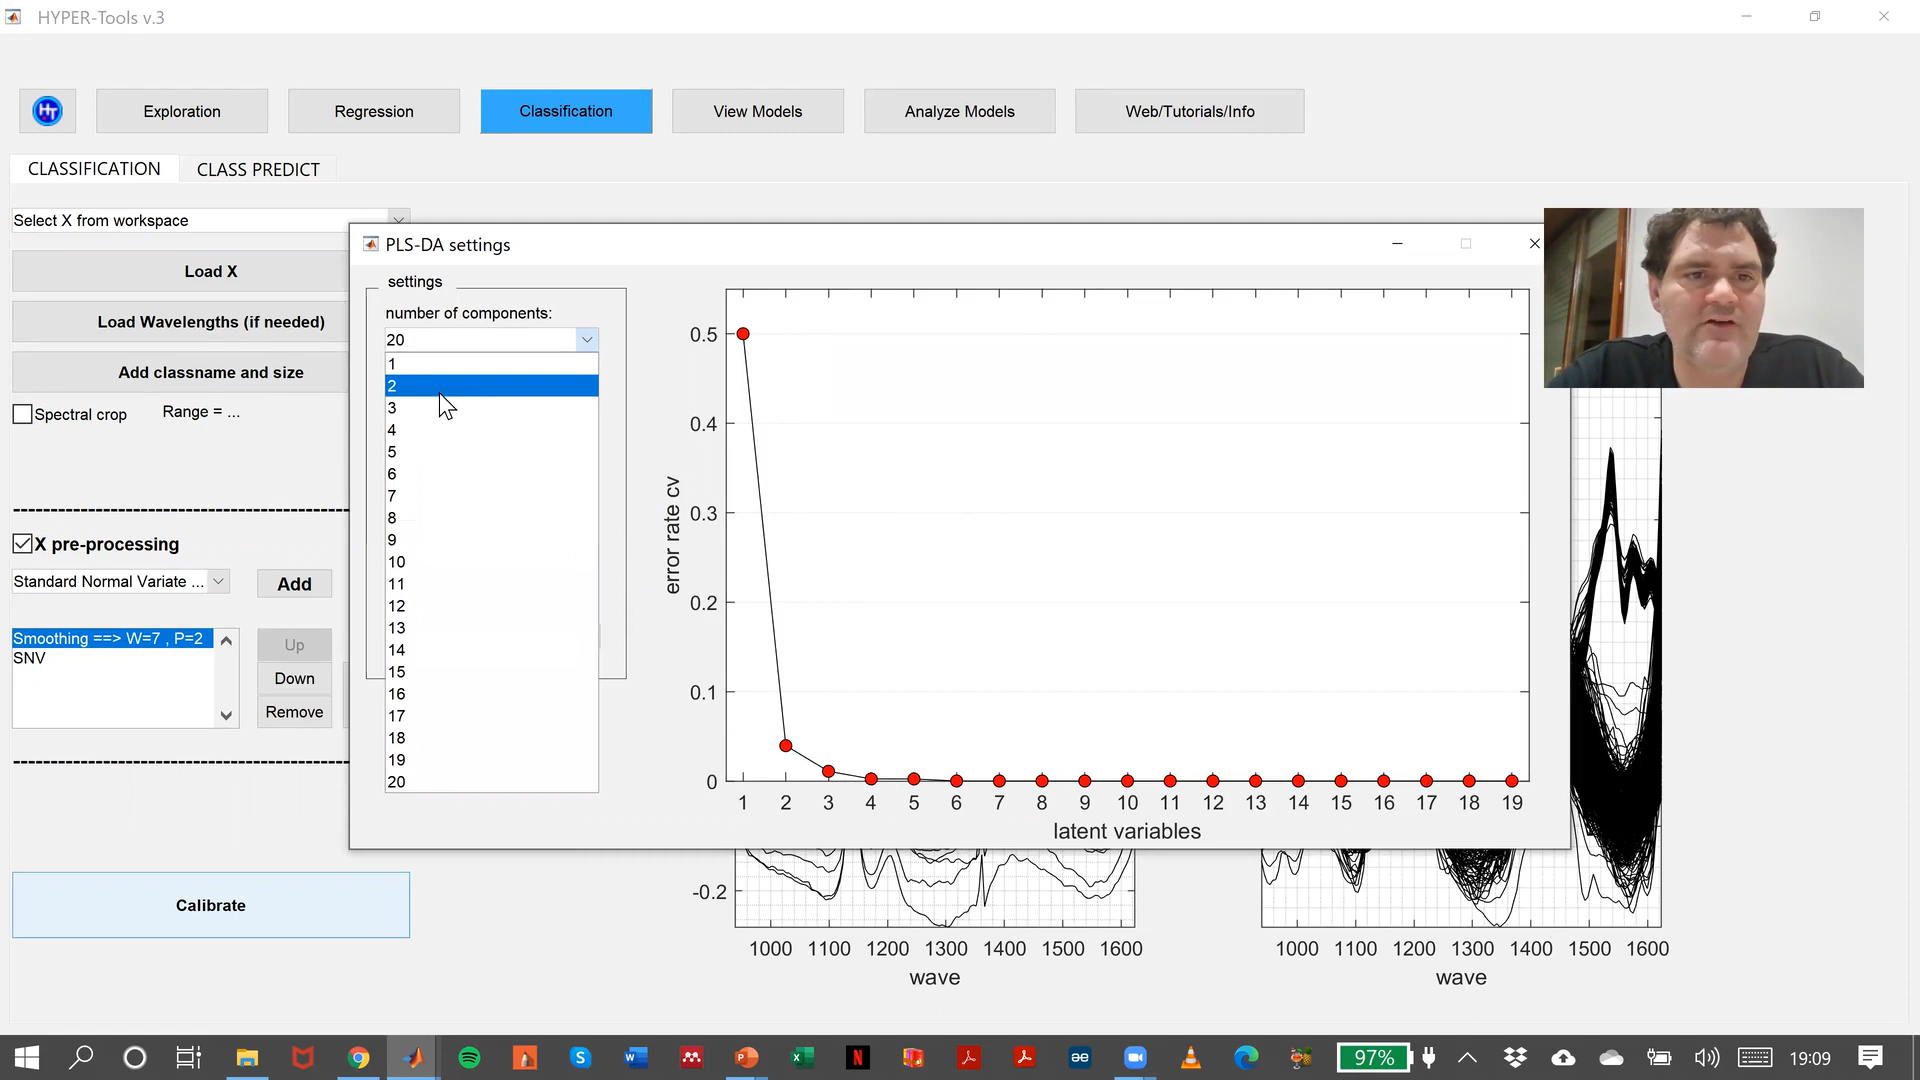 HYPER-Tools v.3
HT
Exploration
Regression
Classification
View Models
Analyze Models
Web/Tutorials/Info
CLASSIFICATION
CLASS PREDICT
Select X from workspace
Load X
Load Wavelengths (if needed)
Add classname and size
Spectral crop
Range = ...
X pre-processing
Standard Normal Variate ...
Add
Smoothing ==> W=7 , P=2
SNV
Up
Down
Remove
Calibrate
PLS-DA settings
settings
number of components:
20
1
2
3
4
5
6
7
8
9
10
11
12
13
14
15
16
17
18
19
20
error rate cv
0.5
0.4
0.3
0.2
0.1
0
1 2 3 4 5 6 7 8 9 10 11 12 13 14 15 16 17 18 19
latent variables
-0.2
1000 1100 1200 1300 1400 1500 1600
wave
1000 1100 1200 1300 1400 1500 1600
wave
97%
19:09